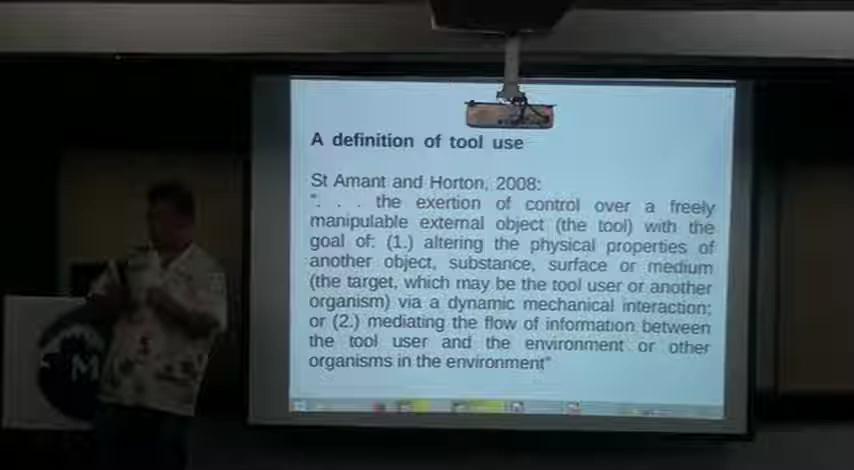 A definition of tool use
St Amant and Horton, 2008:
". . . the exertion of control over a freely
manipulable external object (the tool) with the
goal of: (1.) altering the physical properties of
another object, substance, surface or medium
(the target, which may be the tool user or another
organism) via a dynamic mechanical interaction;
or (2.) mediating the flow of information between
the tool user and the environment or other
organisms in the environment"
M